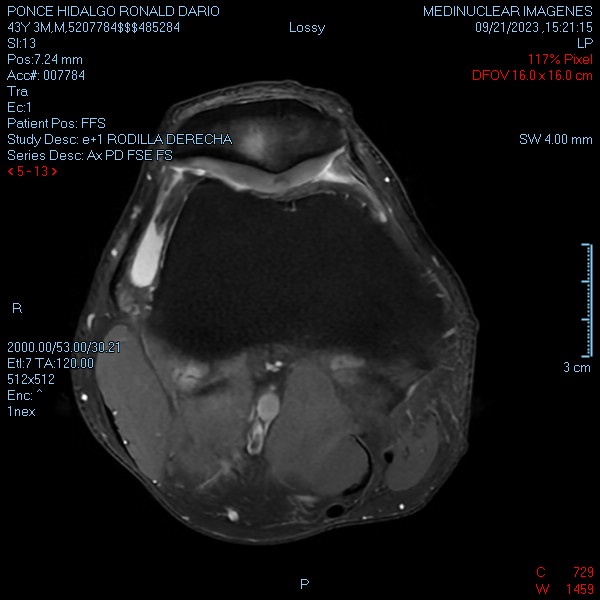 PONCE HIDALGO RONALD DARIO
43Y 3M,M,5207784$$$485284
Sl:13
Pos:7.24 mm
Acc#: 007784
Tra
Ec:1
Patient Pos: FFS
Study Desc: e+1 RODILLA DERECHA
Series Desc: Ax PD FSE FS
< 5 - 13 >
Lossy
MEDINUCLEAR IMAGENES
09/21/2023 ,15:21:15
LP
117% Pixel
DFOV 16.0 x 16.0 cm
SW 4.00 mm
R
2000.00/53.00/30.21
Etl:7 TA:120.00
512x512
Enc: ^
1nex
3 cm
P
C 729
W 1459